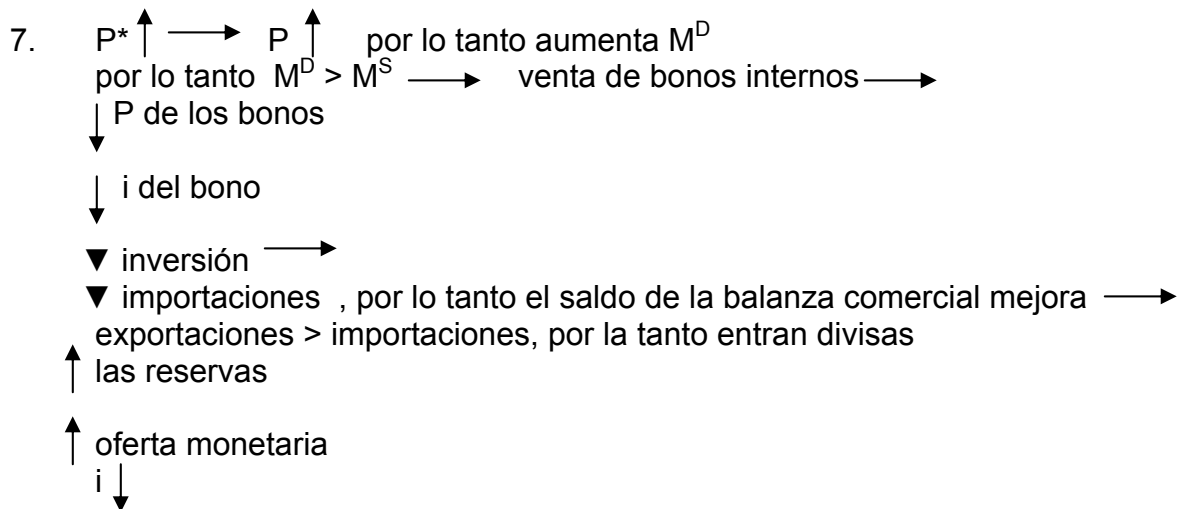 7. P* ↑ → P ↑ por lo tanto aumenta M^D
por lo tanto M^D > M^S → venta de bonos internos →
↓ P de los bonos
↓ i del bono
▼ inversión →
▼ importaciones , por lo tanto el saldo de la balanza comercial mejora →
exportaciones > importaciones, por la tanto entran divisas
↑ las reservas
↑ oferta monetaria
i ↓